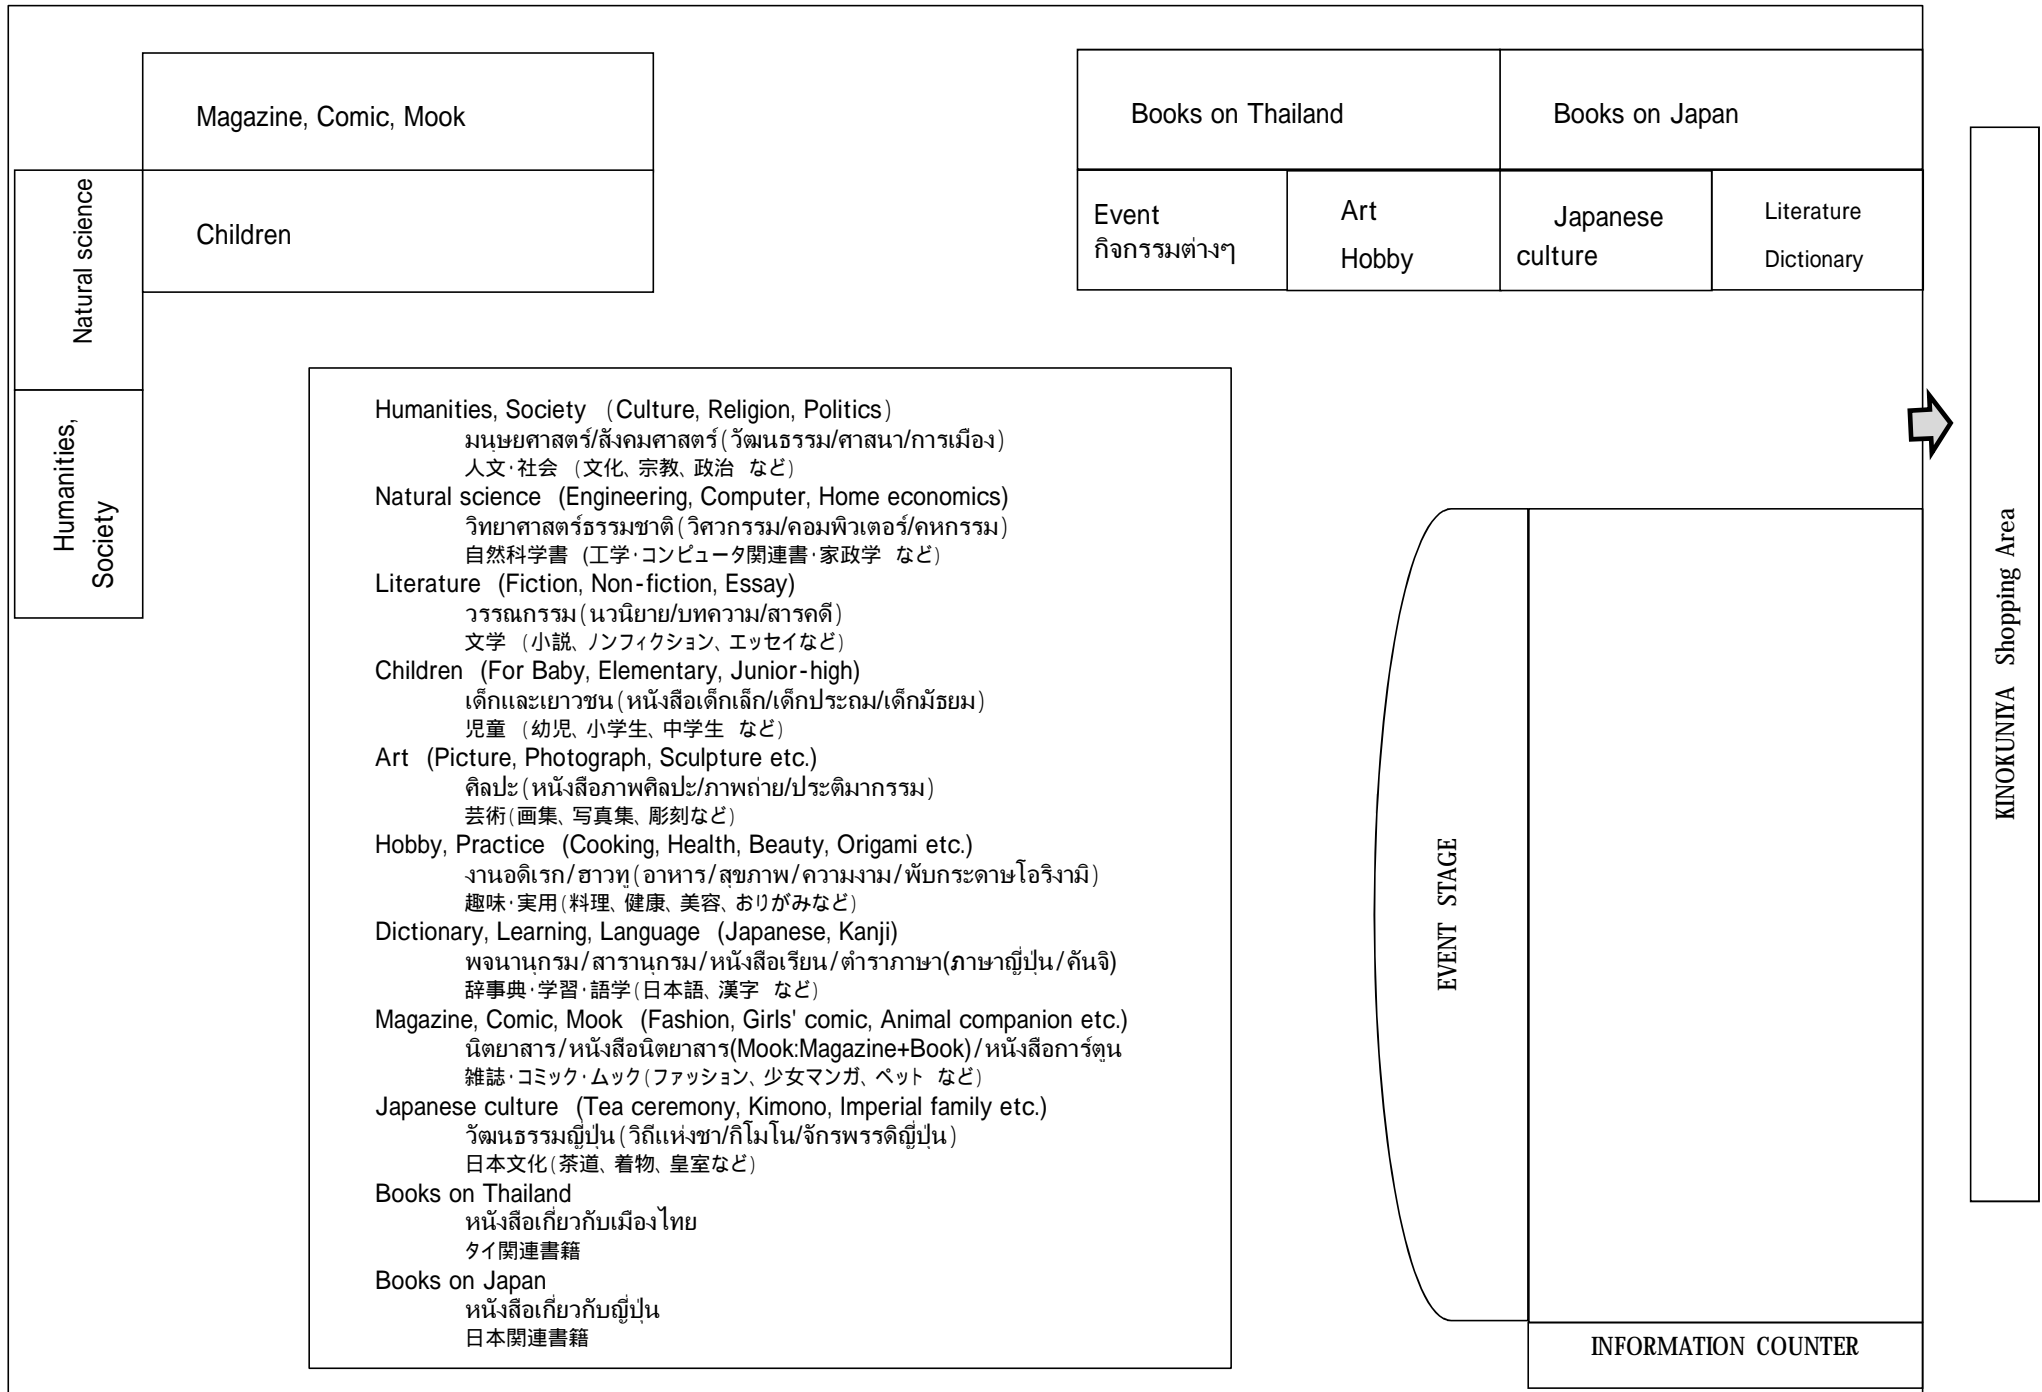 Magazine, Comic, Mook
Books on Thailand
Books on Japan
Natural science
Children
Event
กิจกรรมต่างๆ
Art
Hobby
Japanese
culture
Literature
Dictionary
Humanities,
Society
Humanities, Society （Culture, Religion, Politics）
มนุษยศาสตร์/สังคมศาสตร์（วัฒนธรรม/ศาสนา/การเมือง）
人文･社会 （文化、宗教、政治 など）
Natural science (Engineering, Computer, Home economics)
วิทยาศาสตร์ธรรมชาติ（วิศวกรรม/คอมพิวเตอร์/คหกรรม）
自然科学書 (工学･コンピュータ関連書･家政学 など）
Literature (Fiction, Non-fiction, Essay)
วรรณกรรม（นวนิยาย/บทความ/สารคดี）
文学 （小説、ノンフィクション、エッセイなど）
Children (For Baby, Elementary, Junior-high)
เด็กและเยาวชน（หนังสือเด็กเล็ก/เด็กประถม/เด็กมัธยม）
児童 （幼児、小学生、中学生 など）
Art (Picture, Photograph, Sculpture etc.)
ศิลปะ（หนังสือภาพศิลปะ/ภาพถ่าย/ประติมากรรม）
芸術（画集、写真集、彫刻など）
Hobby, Practice (Cooking, Health, Beauty, Origami etc.)
งานอดิเรก/ฮาวทู（อาหาร/สุขภาพ/ความงาม/พับกระดาษโอริงามิ）
趣味･実用（料理、健康、美容、おりがみなど）
Dictionary, Learning, Language (Japanese, Kanji)
พจนานุกรม/สารานุกรม/หนังสือเรียน/ตำราภาษา(ภาษาญี่ปุ่น/คันจิ)
辞事典･学習･語学（日本語、漢字 など）
Magazine, Comic, Mook (Fashion, Girls' comic, Animal companion etc.)
นิตยาสาร/หนังสือนิตยาสาร(Mook:Magazine+Book)/หนังสือการ์ตูน
雑誌･コミック･ムック（ファッション、少女マンガ、ペット など）
Japanese culture (Tea ceremony, Kimono, Imperial family etc.)
วัฒนธรรมญี่ปุ่น（วิถีแห่งชา/กิโมโน/จักรพรรดิญี่ปุ่น）
日本文化（茶道、着物、皇室など）
Books on Thailand
หนังสือเกี่ยวกับเมืองไทย
タイ関連書籍
Books on Japan
หนังสือเกี่ยวกับญี่ปุ่น
日本関連書籍
EVENT STAGE
INFORMATION COUNTER
KINOKUNIYA Shopping Area